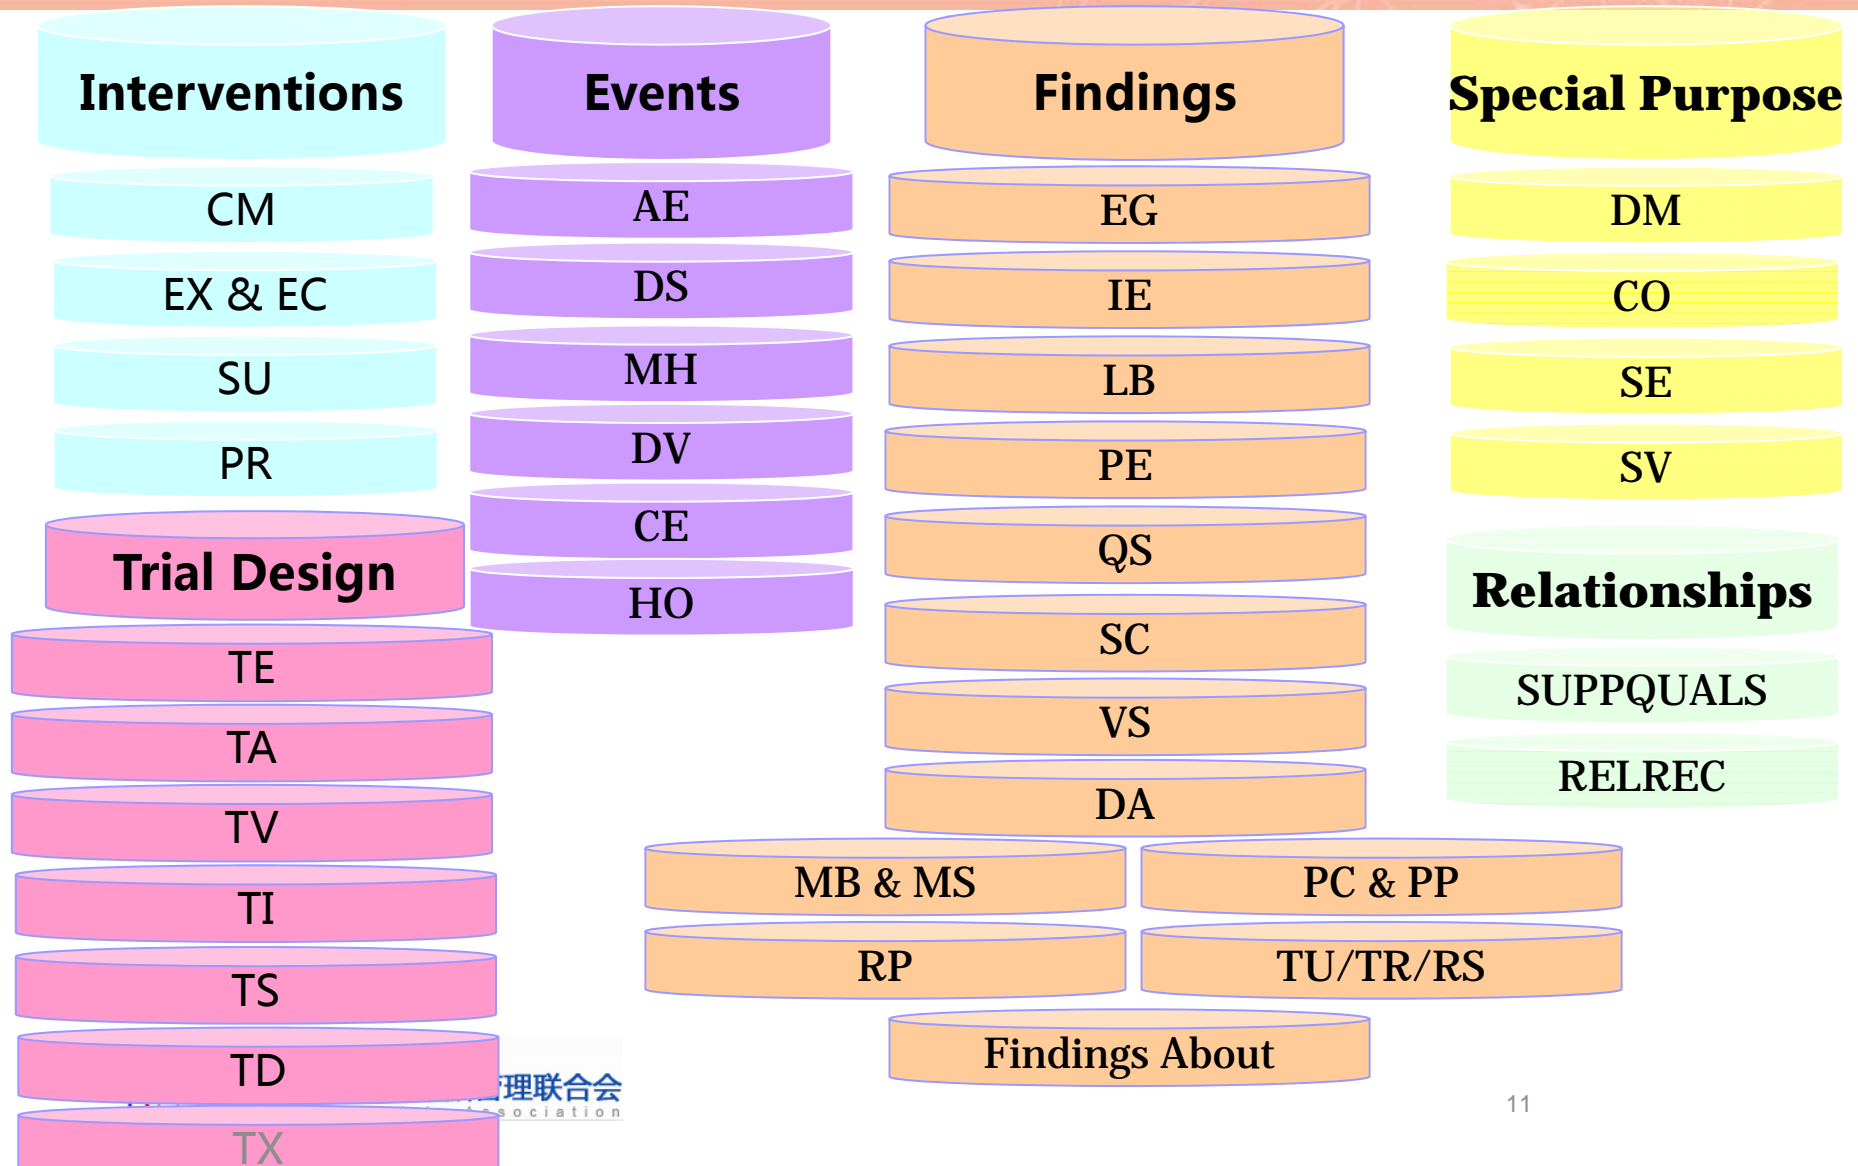 Interventions
CM
EX & EC
SU
PR
Trial Design
TE
TA
TV
TI
TS
TD
TX
Events
AE
DS
MH
DV
CE
HO
Findings
EG
IE
LB
PE
QS
SC
VS
DA
MB & MS
PC & PP
RP
TU/TR/RS
Findings About
Special Purpose
DM
CO
SE
SV
Relationships
SUPPQUALS
RELREC
理联合会
sociation
11